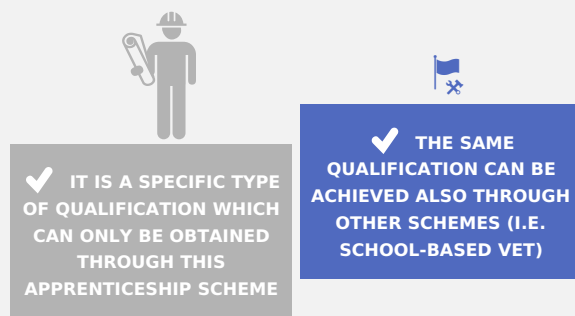 IT IS A SPECIFIC TYPE
OF QUALIFICATION WHICH
CAN ONLY BE OBTAINED
THROUGH THIS
APPRENTICESHIP SCHEME
THE SAME
QUALIFICATION CAN BE
ACHIEVED ALSO THROUGH
OTHER SCHEMES (I.E.
SCHOOL-BASED VET)